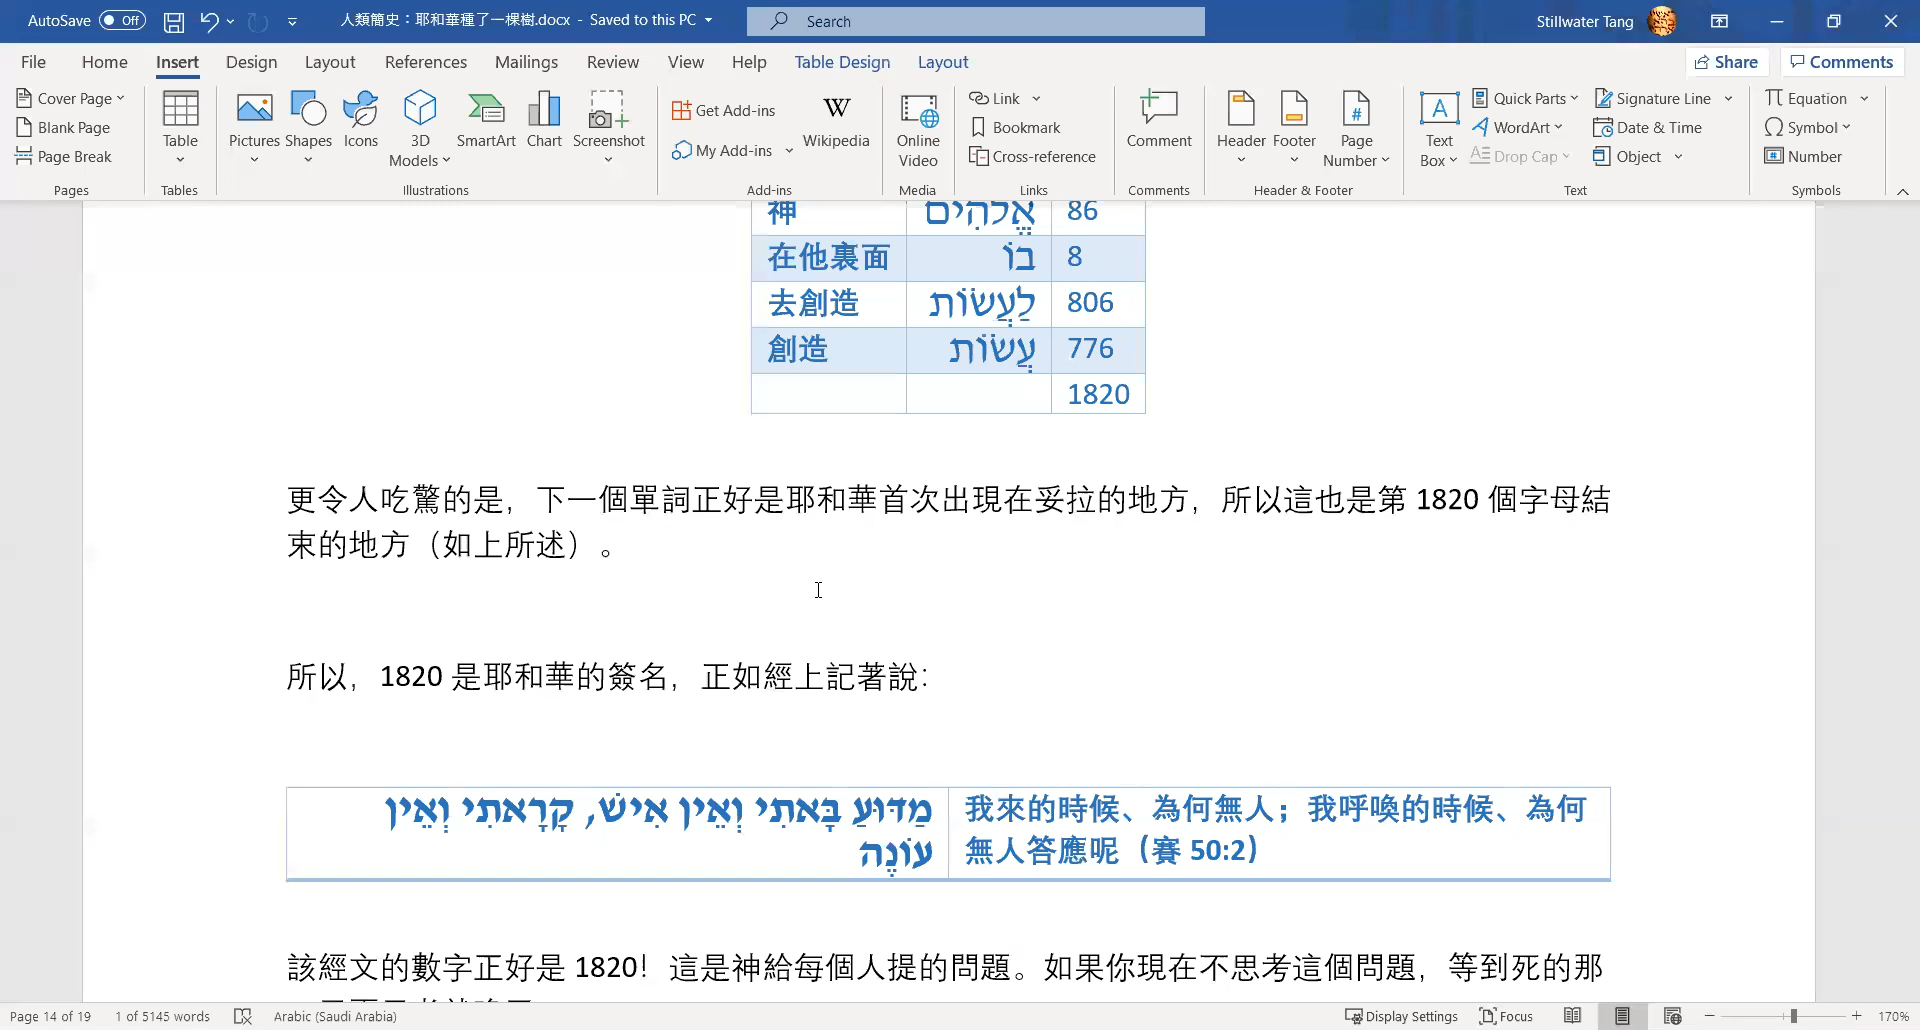 AutoSave Off 人類簡史：耶和華種了一棵樹.docx - Saved to this PC Search Stillwater Tang
File Home Insert Design Layout References Mailings Review View Help Table Design Layout Share Comments
Cover Page
Blank Page
Page Break
Pages
Table
Tables
Pictures Shapes Icons 3D Models SmartArt Chart Screenshot
Illustrations
Get Add-ins
My Add-ins
Wikipedia
Add-ins
Online Video
Media
Link
Bookmark
Cross-reference
Links
Comment
Comments
Header Footer Page Number
Header & Footer
Text Box
Quick Parts
WordArt
Drop Cap
Signature Line
Date & Time
Object
Text
Equation
Symbol
Number
Symbols
神 אֱלֹהִים 86
在他裏面 בוֹ 8
去創造 לַעֲשׂוֹת 806
創造 עֲשׂוֹת 776
1820
更令人吃驚的是，下一個單詞正好是耶和華首次出現在妥拉的地方，所以這也是第 1820 個字母結
束的地方（如上所述）。
所以，1820 是耶和華的簽名，正如經上記著說：
מַדּוּעַ בָּאתִי וְאֵין אִישׁ, קָרָאתִי וְאֵין
עוֹנֶה
我來的時候、為何無人；我呼喚的時候、為何
無人答應呢（賽 50:2）
該經文的數字正好是 1820！這是神給每個人提的問題。如果你現在不思考這個問題，等到死的那
Page 14 of 19 1 of 5145 words Arabic (Saudi Arabia) Display Settings Focus 170%